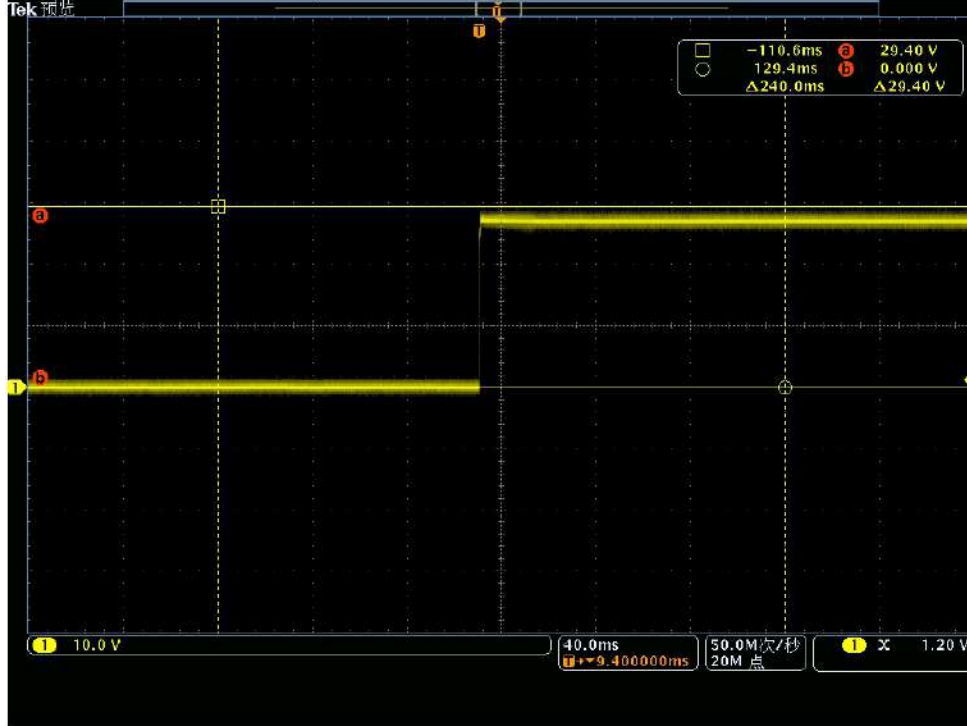 Tek 预览
T
T
□ -110.6ms a 29.40 V
○ 129.4ms b 0.000 V
Δ240.0ms Δ29.40 V
a
b
1
1 10.0 V
40.0ms
T→▼9.400000ms
50.0M次/秒
20M 点
1 X 1.20 V